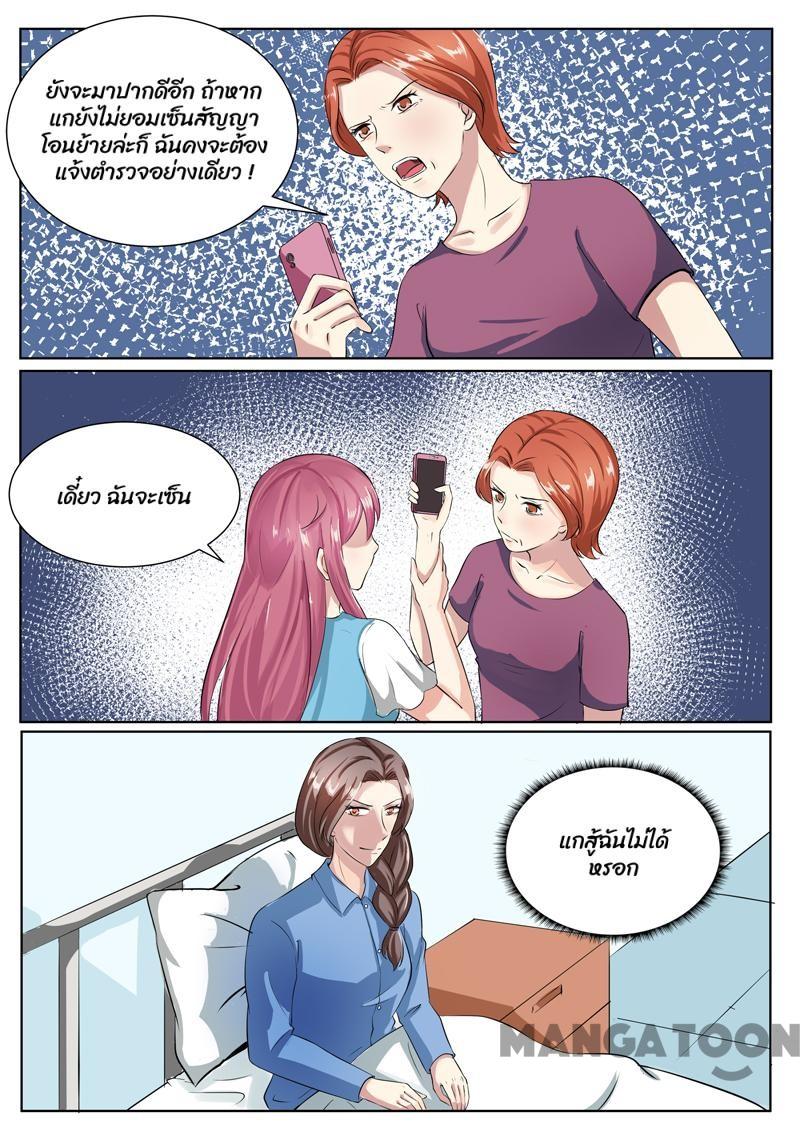 ยังจะมาปากดีอีก ถ้าหาก
แกยังไม่ยอมเซ็นสัญญา
โอนย้ายล่ะก็ ฉันคงจะต้อง
แจ้งตำรวจอย่างเดียว !
เดี๋ยว ฉันจะเซ็น
แกสู้ฉันไม่ได้
หรอก
MANGATOON